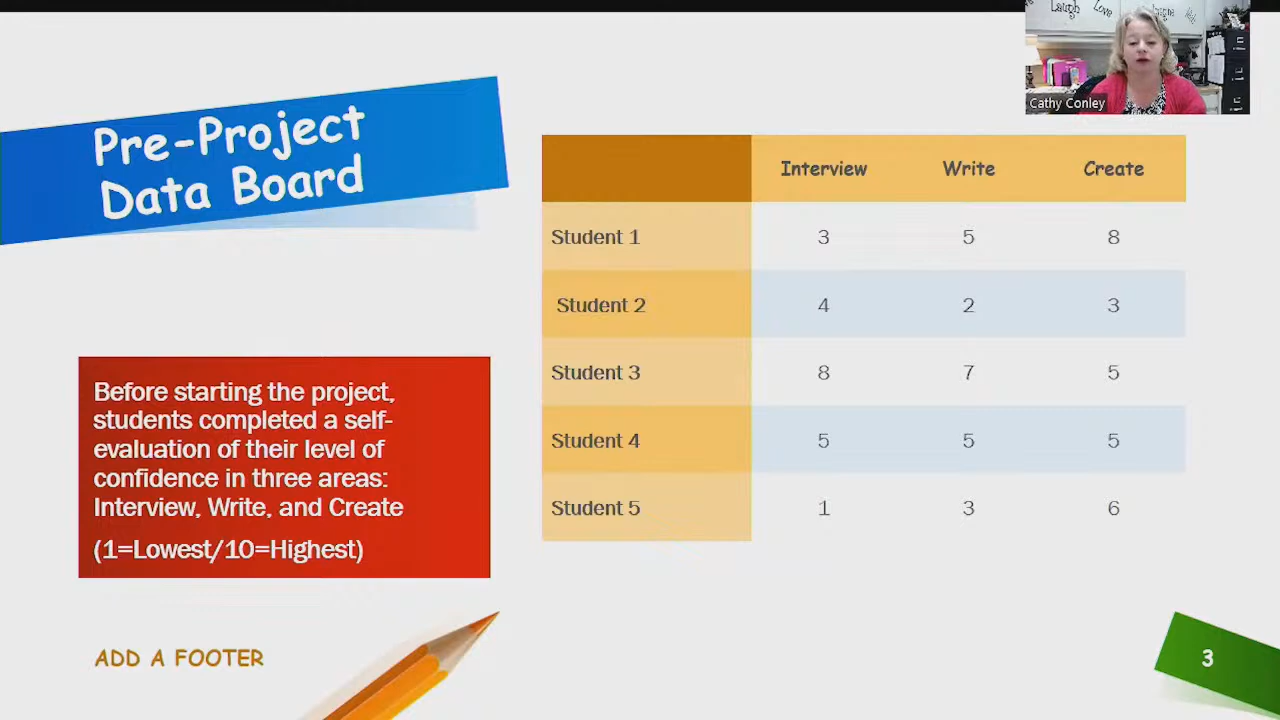 Laugh Love
Cathy Conley
Pre-Project
Data Board
Interview Write Create
Student 1 3 5 8
Student 2 4 2 3
Student 3 8 7 5
Student 4 5 5 5
Student 5 1 3 6
Before starting the project,
students completed a self-
evaluation of their level of
confidence in three areas:
Interview, Write, and Create
(1=Lowest/10=Highest)
ADD A FOOTER
3